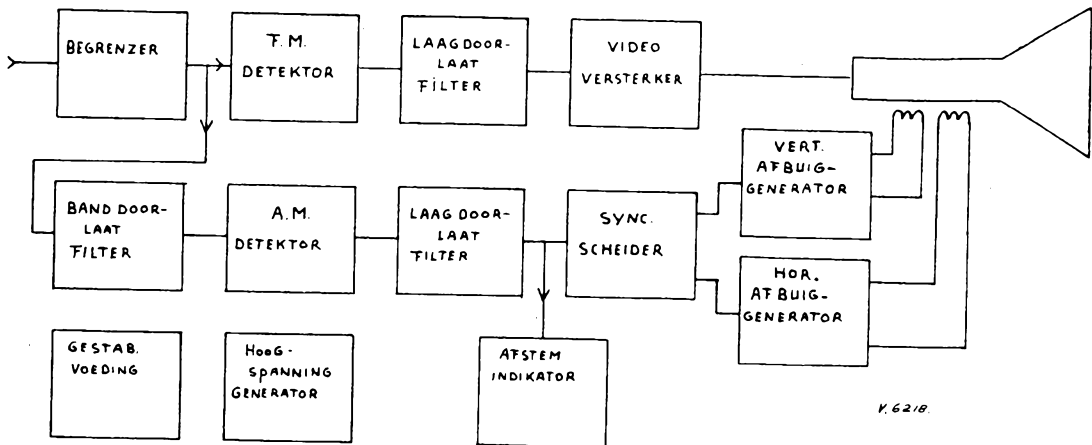 BEGRENZER
F.M.
DETEKTOR
LAAGDOOR-
LAAT
FILTER
VIDEO
VERSTERKER
BAND DOOR-
LAAT
FILTER
A.M.
DETEKTOR
LAAG DOOR-
LAAT
FILTER
SYNC.
SCHEIDER
VERT.
AFBUIG-
GENERATOR
HOR.
AFBUIG-
GENERATOR
GESTAB.
VOEDING
HOOG-
SPANNING
GENERATOR
AFSTEM
INDIKATOR
V.6218.